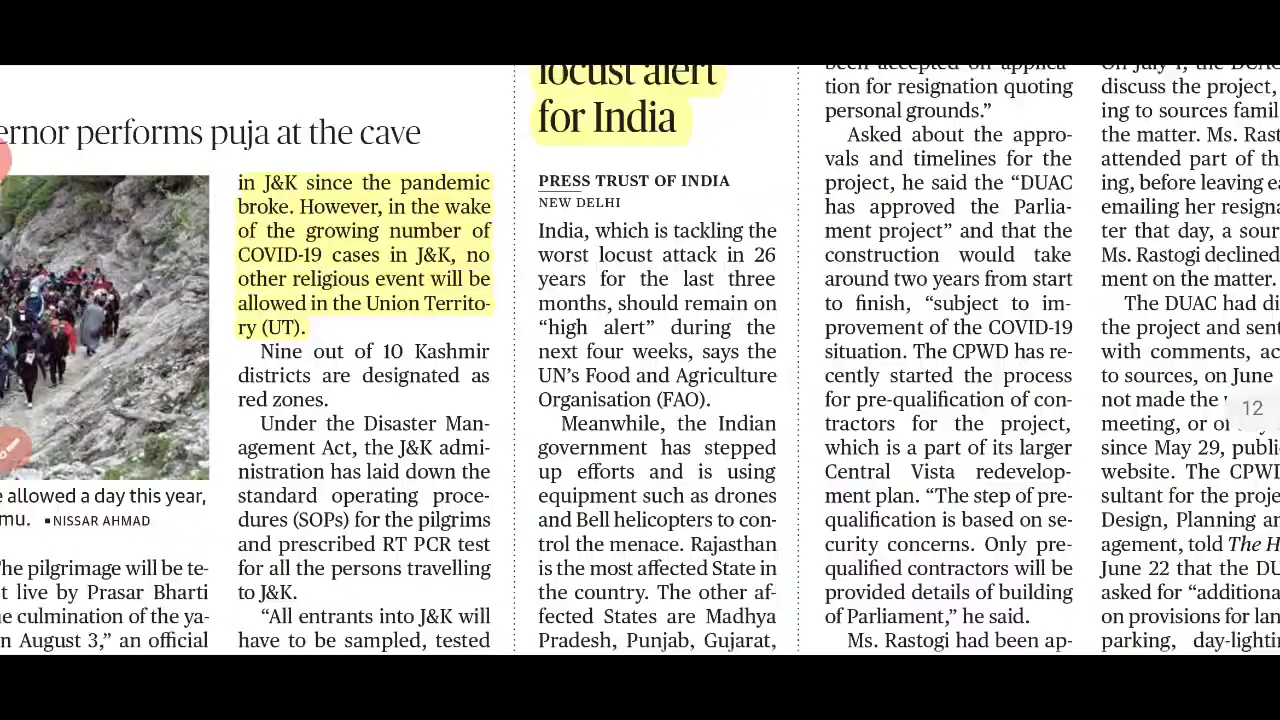 ernor performs puja at the cave
e allowed a day this year,
mu. ▪NISSAR AHMAD
he pilgrimage will be te-
t live by Prasar Bharti
e culmination of the ya-
n August 3,” an official
in J&K since the pandemic
broke. However, in the wake
of the growing number of
COVID-19 cases in J&K, no
other religious event will be
allowed in the Union Territo-
ry (UT).
Nine out of 10 Kashmir
districts are designated as
red zones.
Under the Disaster Man-
agement Act, the J&K admi-
nistration has laid down the
standard operating proce-
dures (SOPs) for the pilgrims
and prescribed RT PCR test
for all the persons travelling
to J&K.
“All entrants into J&K will
have to be sampled, tested
locust alert
for India
PRESS TRUST OF INDIA
NEW DELHI
India, which is tackling the
worst locust attack in 26
years for the last three
months, should remain on
“high alert” during the
next four weeks, says the
UN’s Food and Agriculture
Organisation (FAO).
Meanwhile, the Indian
government has stepped
up efforts and is using
equipment such as drones
and Bell helicopters to con-
trol the menace. Rajasthan
is the most affected State in
the country. The other af-
fected States are Madhya
Pradesh, Punjab, Gujarat,
been accepted on applica-
tion for resignation quoting
personal grounds.”
Asked about the appro-
vals and timelines for the
project, he said the “DUAC
has approved the Parlia-
ment project” and that the
construction would take
around two years from start
to finish, “subject to im-
provement of the COVID-19
situation. The CPWD has re-
cently started the process
for pre-qualification of con-
tractors for the project,
which is a part of its larger
Central Vista redevelop-
ment plan. “The step of pre-
qualification is based on se-
curity concerns. Only pre-
qualified contractors will be
provided details of building
of Parliament,” he said.
Ms. Rastogi had been ap-
On July 1, the DUAC
discuss the project,
ing to sources famil
the matter. Ms. Rast
attended part of th
ing, before leaving ea
emailing her resigna
ter that day, a sour
Ms. Rastogi declined
ment on the matter.
The DUAC had di
the project and sent
with comments, ac
to sources, on June
not made the
meeting, or
since May 29, publi
website. The CPWD
sultant for the proje
Design, Planning an
agement, told The H
June 22 that the DU
asked for “additiona
on provisions for lan
parking, day-lightin
12